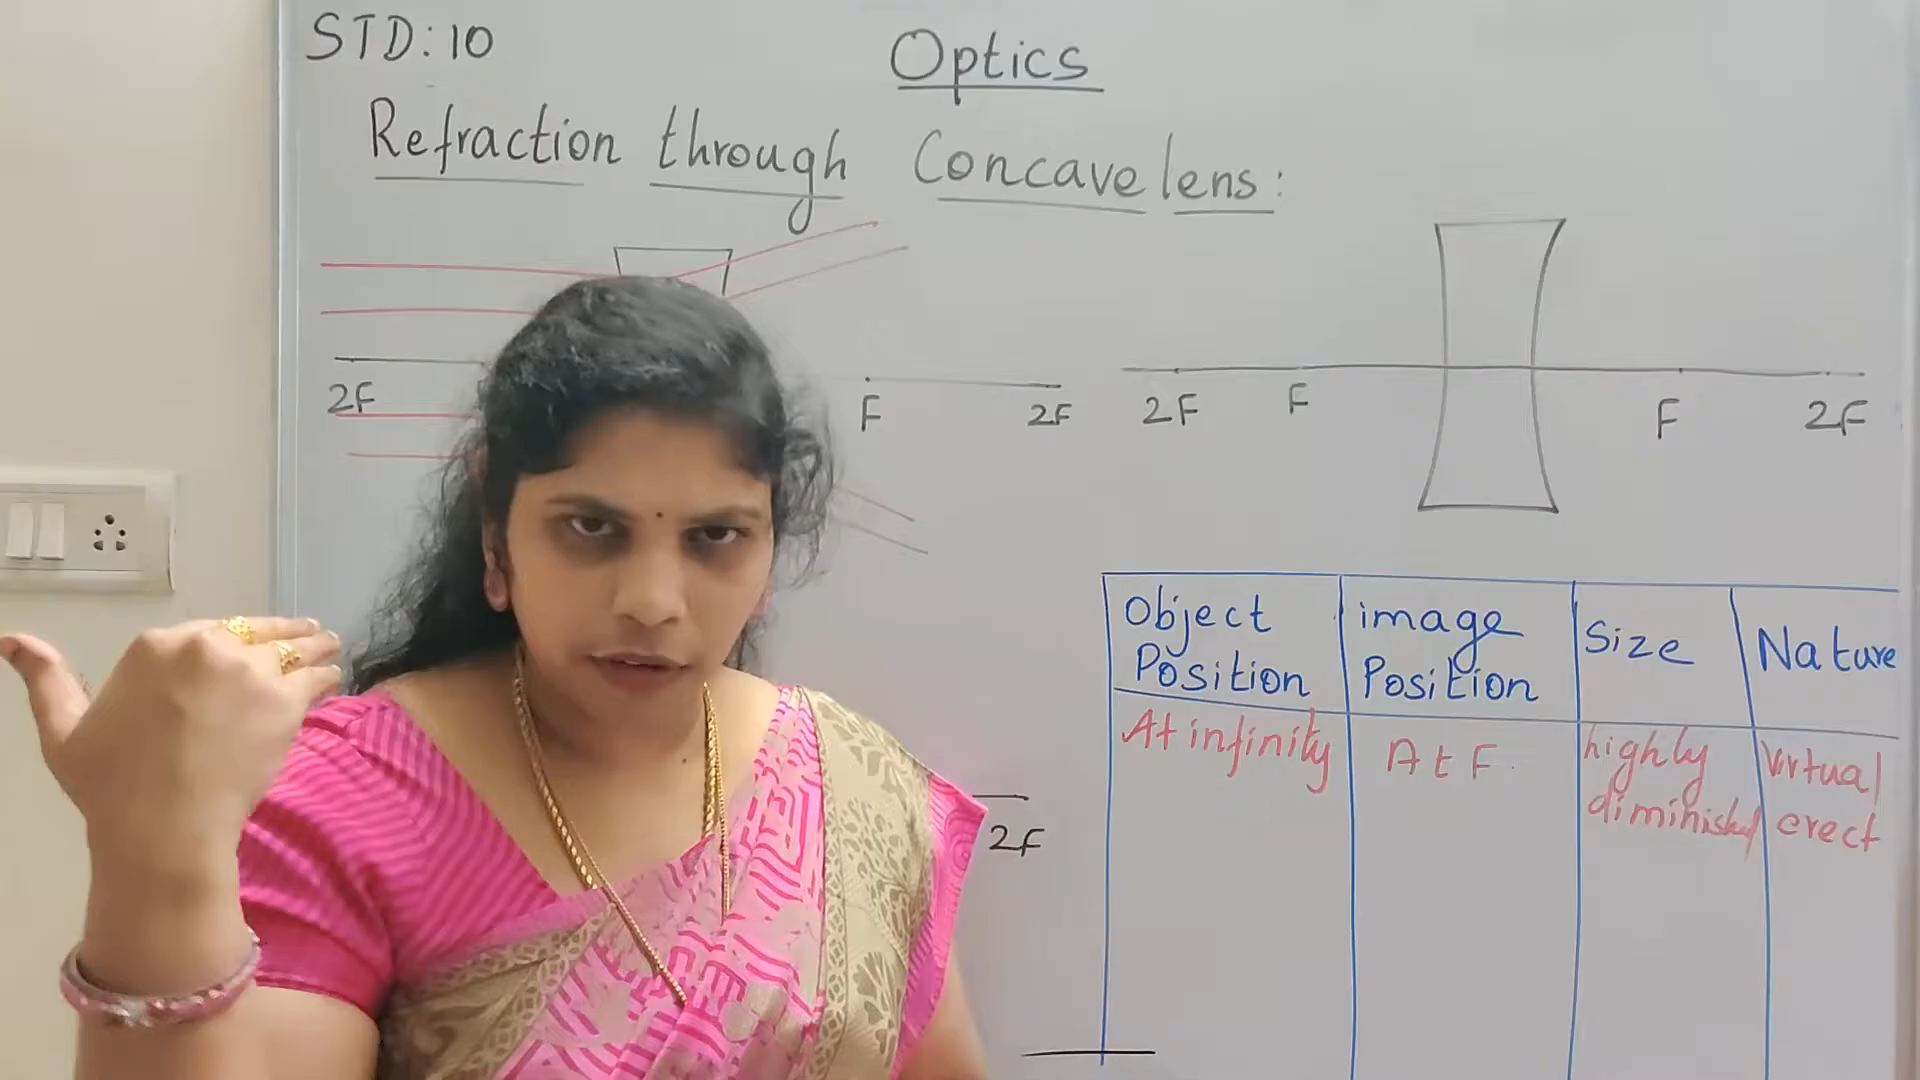 STD: 10
Optics
Refraction through Concave lens:
2F
F
2F
2F
F
F
2F
2F
Object Position
image Position
Size
Nature
At infinity
At F
highly diminished
Virtual erect